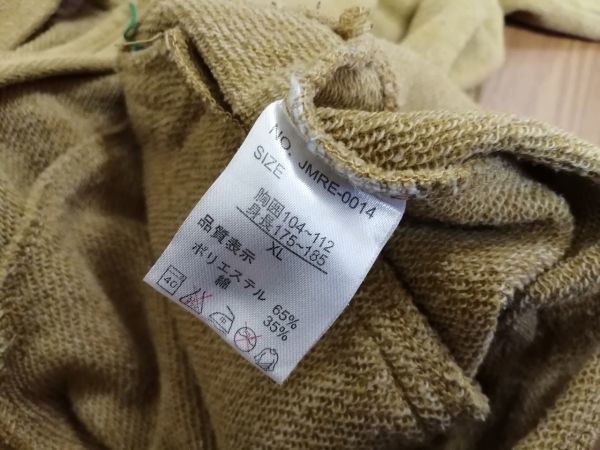 NO. JMRE-0014
SIZE
胸囲104~112
身長175~185
XL
品質表示
ポリエステル 65%
綿 35%
40
中